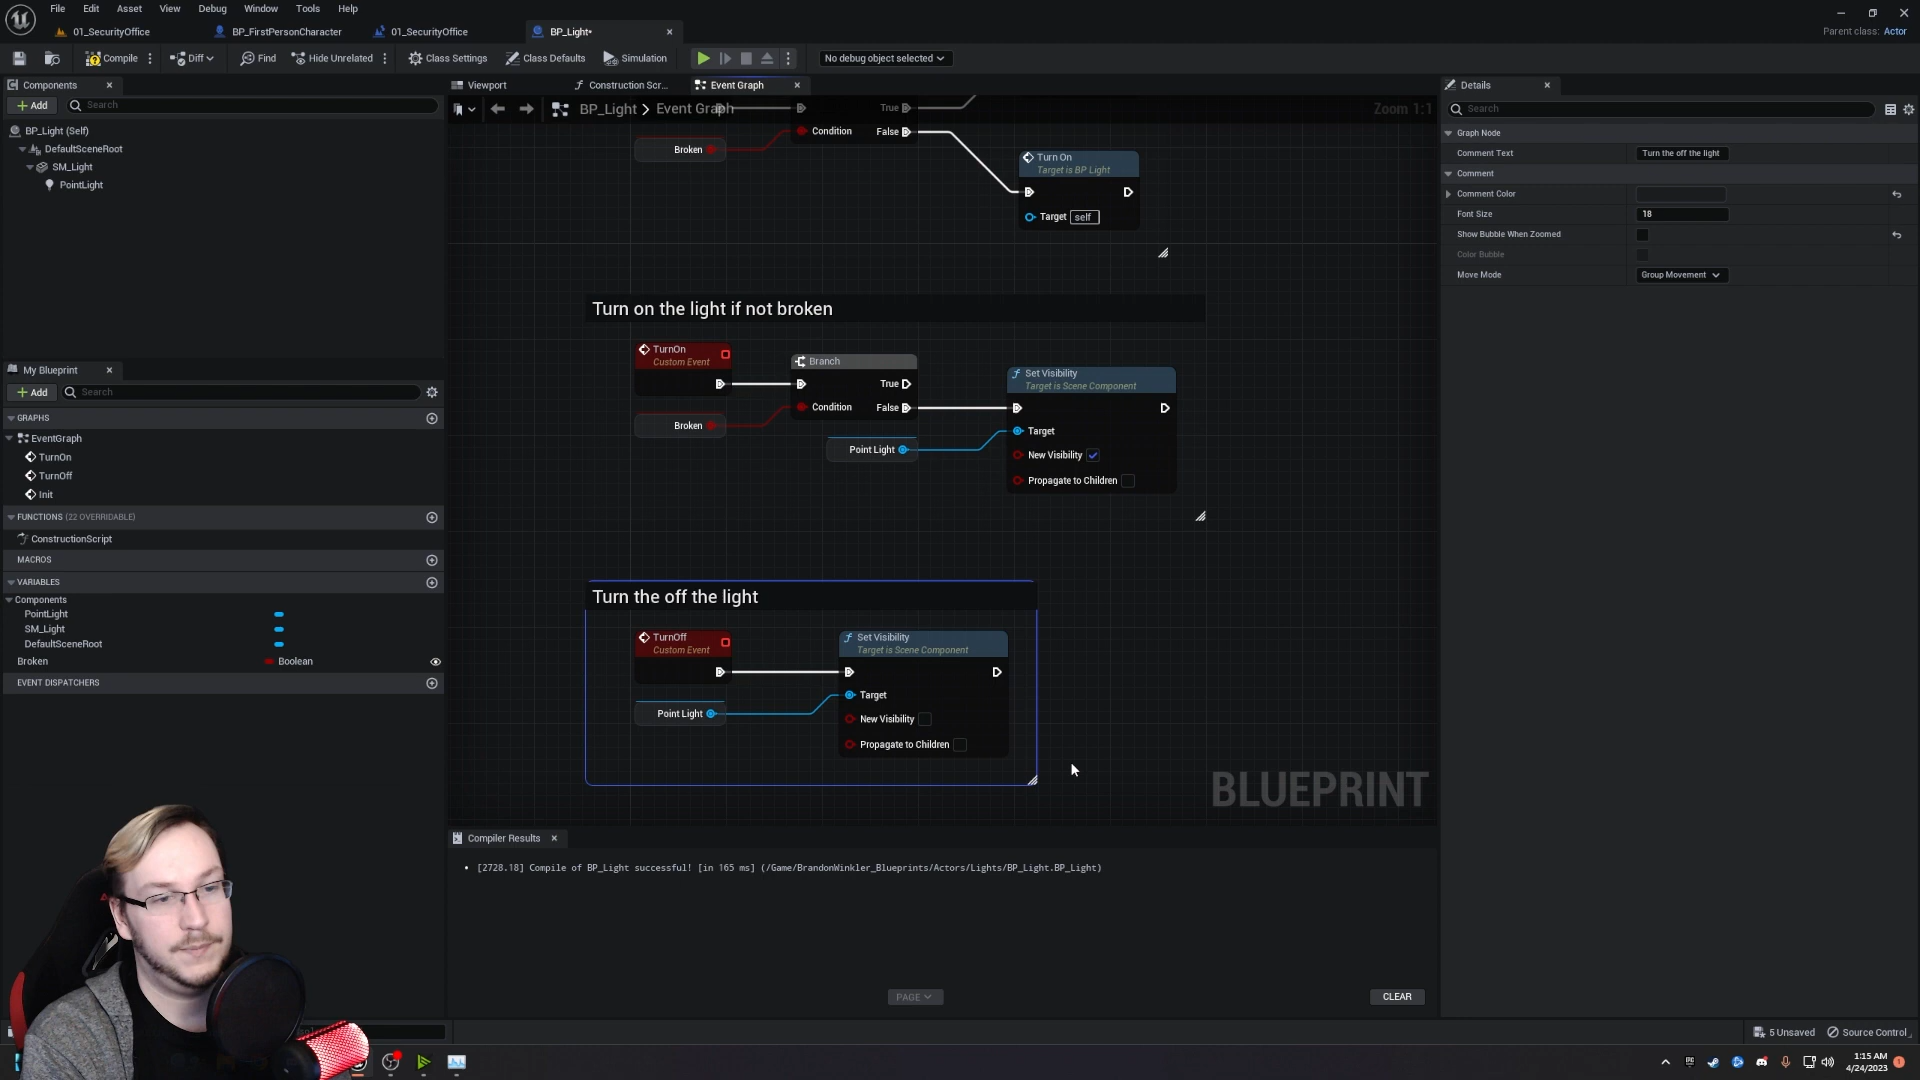 File Edit Asset View Debug Window Tools Help
01_SecurityOffice BP_FirstPersonCharacter 01_SecurityOffice BP_Light•
Parent class: Actor
Compile Diff Find Hide Unrelated Class Settings Class Defaults Simulation No debug object selected
Components
Add Search
BP_Light (Self)
DefaultSceneRoot
SM_Light
PointLight
My Blueprint
Add Search
GRAPHS
EventGraph
TurnOn
TurnOff
Init
FUNCTIONS (22 OVERRIDABLE)
ConstructionScript
MACROS
VARIABLES
Components
PointLight
SM_Light
DefaultSceneRoot
Broken Boolean
EVENT DISPATCHERS
Viewport Construction Scr... Event Graph
BP_Light > Event Graph Zoom 1:1
True
Condition False
Broken
Turn On
Target is BP Light
Target self
Turn on the light if not broken
TurnOn
Custom Event
Branch
True
Condition False
Broken
Point Light
Set Visibility
Target is Scene Component
Target
New Visibility
Propagate to Children
Turn the off the light
TurnOff
Custom Event
Point Light
Set Visibility
Target is Scene Component
Target
New Visibility
Propagate to Children
BLUEPRINT
Compiler Results
[2728.18] Compile of BP_Light successful! [in 165 ms] (/Game/BrandonWinkler_Blueprints/Actors/Lights/BP_Light.BP_Light)
PAGE CLEAR
Details
Search
Graph Node
Comment Text Turn the off the light
Comment
Comment Color
Font Size 18
Show Bubble When Zoomed
Color Bubble
Move Mode Group Movement
5 Unsaved Source Control
1:15 AM
4/24/2023